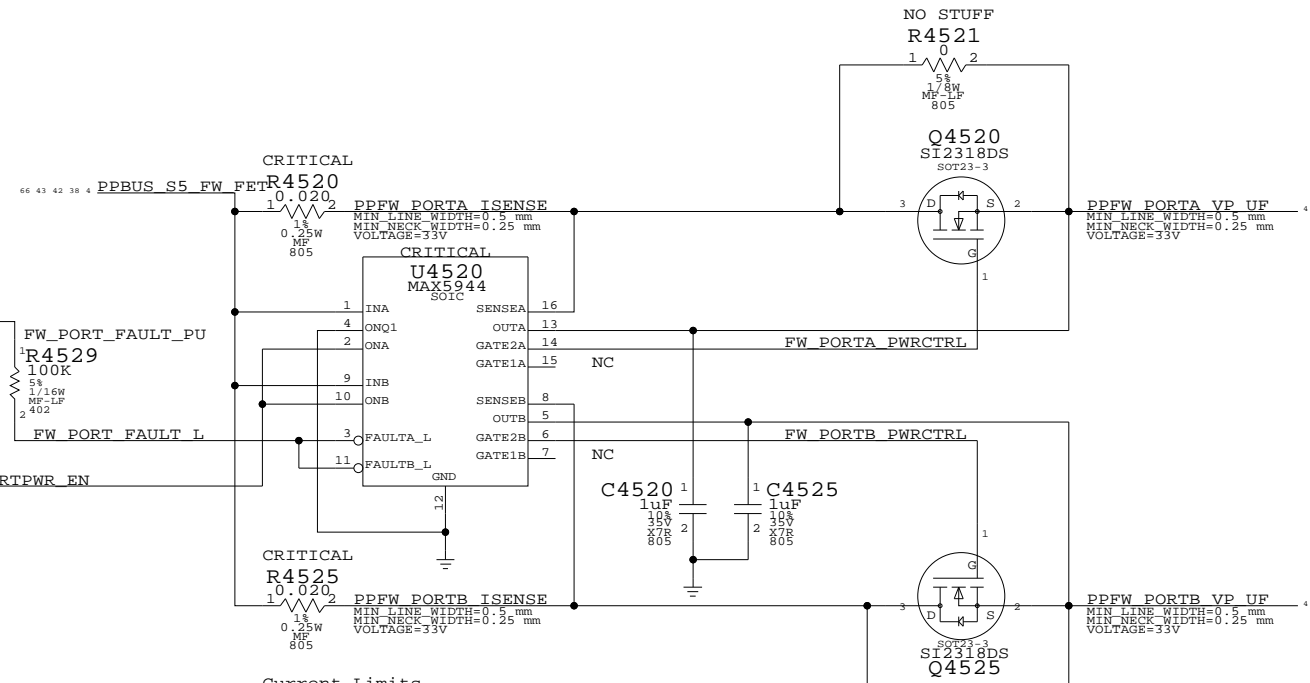 NO STUFF
R4521
0
1 2
5%
1/8W
MF-LF
805
Q4520
SI2318DS
SOT23-3
3 D S 2
G
1
CRITICAL
66 43 42 38 4 PPBUS_S5_FW_FET
R4520
0.020
1 2
1%
0.25W
MF
805
PPFW_PORTA_ISENSE
MIN_LINE_WIDTH=0.5 mm
MIN_NECK_WIDTH=0.25 mm
VOLTAGE=33V
PPFW_PORTA_VP_UF 4
MIN_LINE_WIDTH=0.5 mm
MIN_NECK_WIDTH=0.25 mm
VOLTAGE=33V
CRITICAL
U4520
MAX5944
SOIC
1 INA SENSEA 16
4 ONQ1 OUTA 13
2 ONA GATE2A 14
GATE1A 15 NC
9 INB
10 ONB SENSEB 8
OUTB 5
3 FAULTA_L GATE2B 6
11 FAULTB_L GATE1B 7 NC
GND
12
FW_PORTA_PWRCTRL
FW_PORT_FAULT_PU
1
R4529
100K
5%
1/16W
MF-LF
402
2
FW_PORT_FAULT_L
RTPWR_EN
FW_PORTB_PWRCTRL
C4520 1
1uF
10%
35V
X7R
805
2
1 C4525
1uF
10%
35V
X7R
805
2
CRITICAL
R4525
0.020
1 2
1%
0.25W
MF
805
PPFW_PORTB_ISENSE
MIN_LINE_WIDTH=0.5 mm
MIN_NECK_WIDTH=0.25 mm
VOLTAGE=33V
1
G
3 D S 2
SOT23-3
SI2318DS
Q4525
PPFW_PORTB_VP_UF 4
MIN_LINE_WIDTH=0.5 mm
MIN_NECK_WIDTH=0.25 mm
VOLTAGE=33V
Current Limits